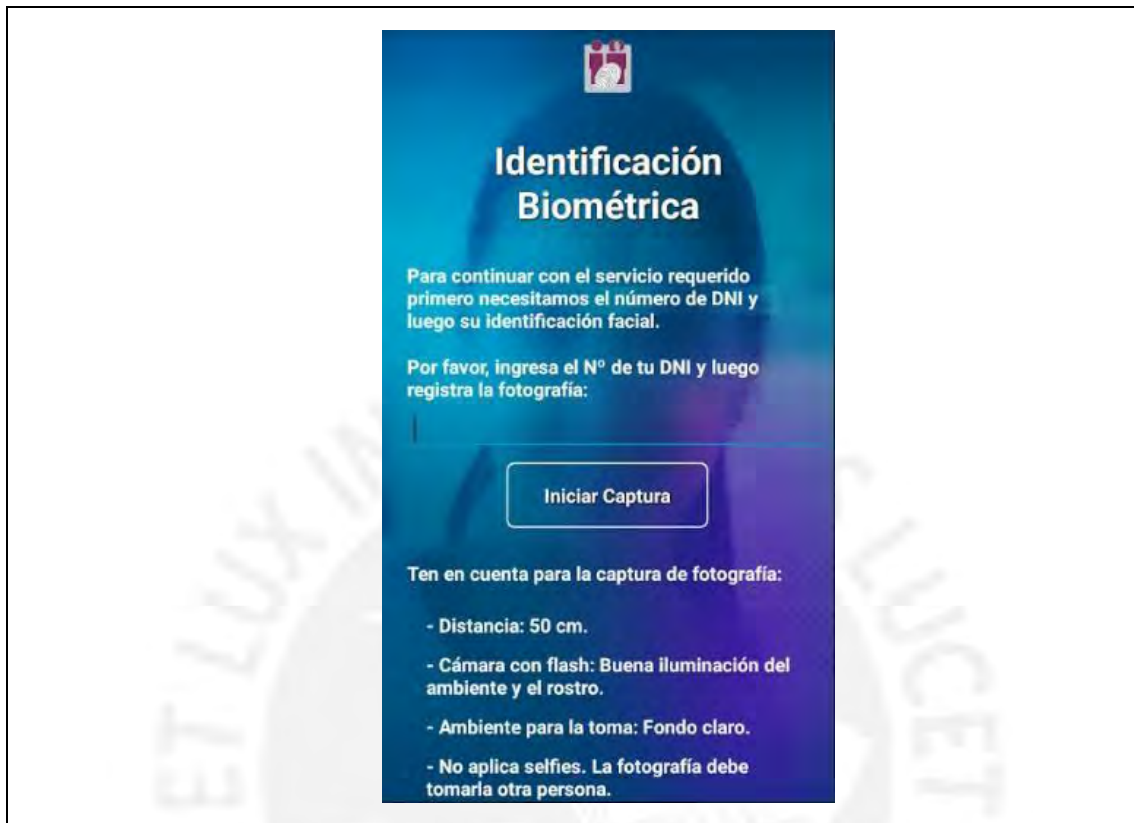 Identificación
Biométrica
Para continuar con el servicio requerido
primero necesitamos el número de DNI y
luego su identificación facial.
Por favor, ingresa el Nº de tu DNI y luego
registra la fotografía:
Iniciar Captura
Ten en cuenta para la captura de fotografía:
- Distancia: 50 cm.
- Cámara con flash: Buena iluminación del
ambiente y el rostro.
- Ambiente para la toma: Fondo claro.
- No aplica selfies. La fotografía debe
tomarla otra persona.
ET LUX
LUCET